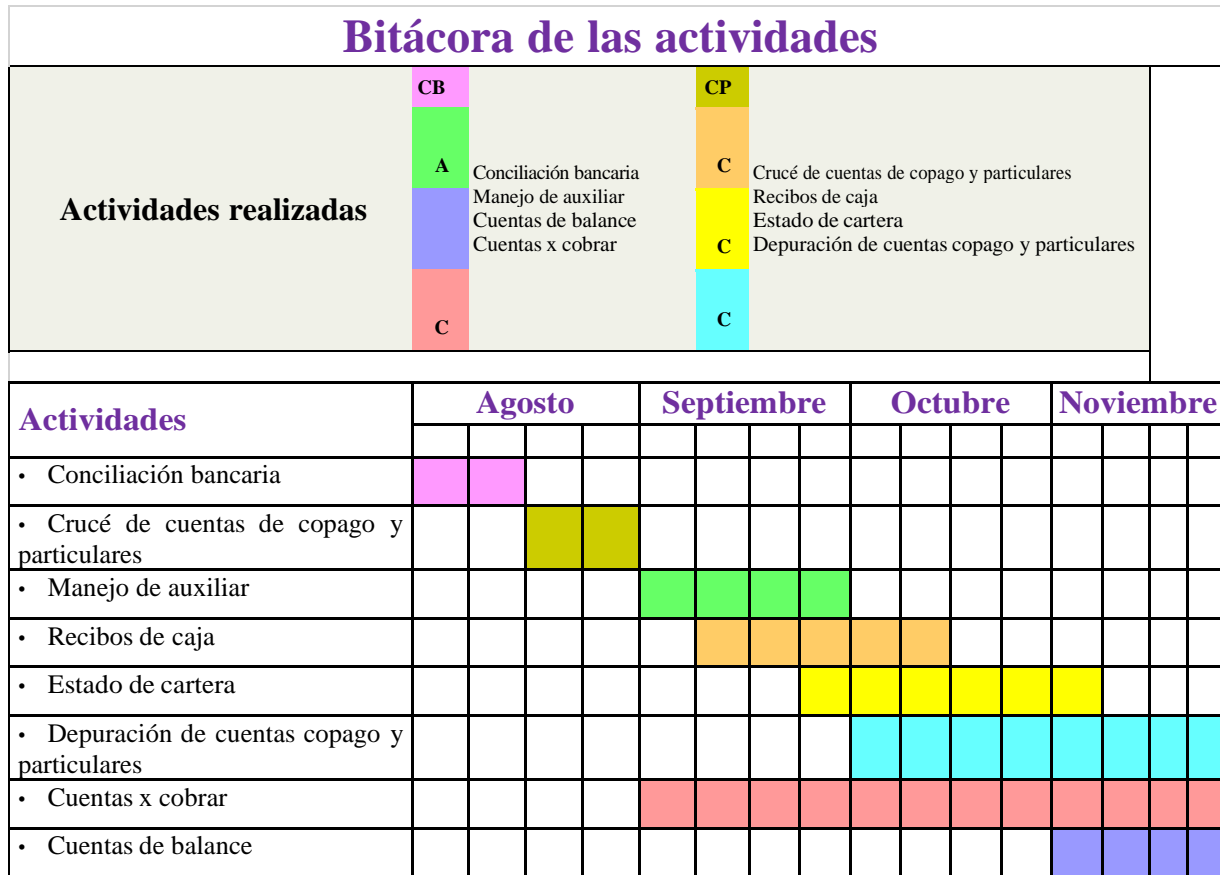 Bitácora de las actividades
Actividades realizadas
CB
A
C
Conciliación bancaria
Manejo de auxiliar
Cuentas de balance
Cuentas x cobrar
CP
C
C
C
Crucé de cuentas de copago y particulares
Recibos de caja
Estado de cartera
Depuración de cuentas copago y particulares
Actividades
Agosto
Septiembre
Octubre
Noviembre
• Conciliación bancaria
• Crucé de cuentas de copago y
particulares
• Manejo de auxiliar
• Recibos de caja
• Estado de cartera
• Depuración de cuentas copago y
particulares
• Cuentas x cobrar
• Cuentas de balance